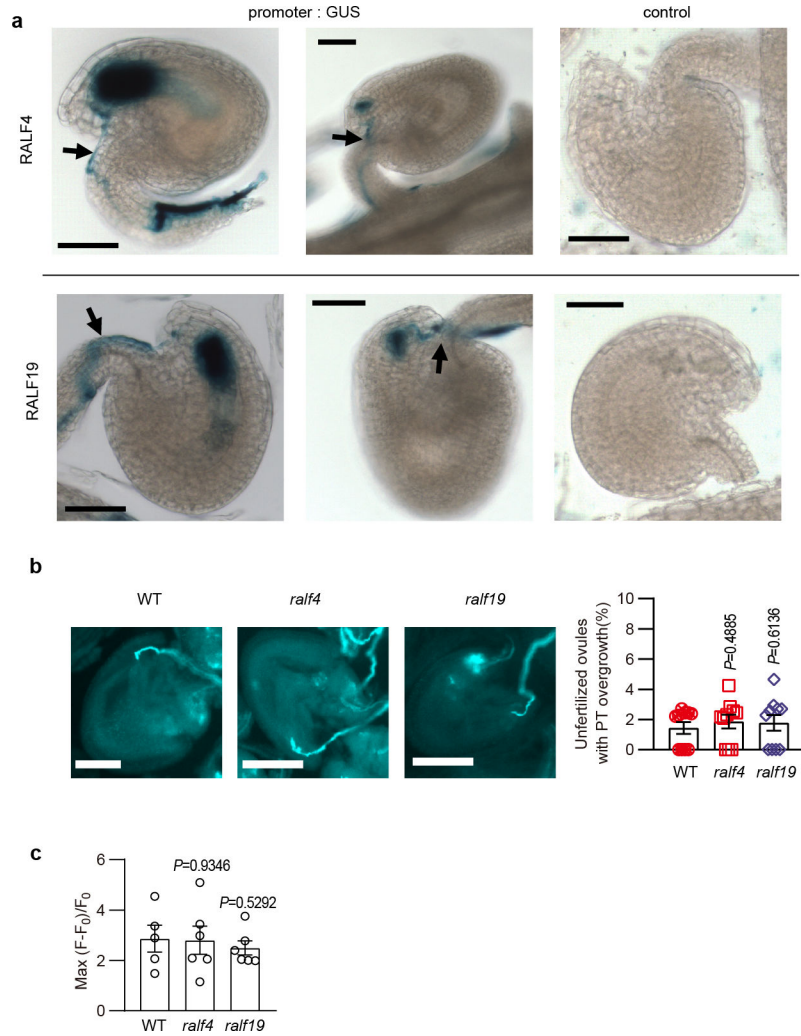 promoter : GUS
control
a
RALF4
RALF19
b
WT
ralf4
ralf19
Unfertilized ovules
with PT overgrowth(%)
10
8
6
4
2
0
P=0.4885
P=0.6136
WT
ralf4
ralf19
c
Max (F-F₀)/F₀
6
4
2
0
P=0.9346
P=0.5292
WT
ralf4
ralf19